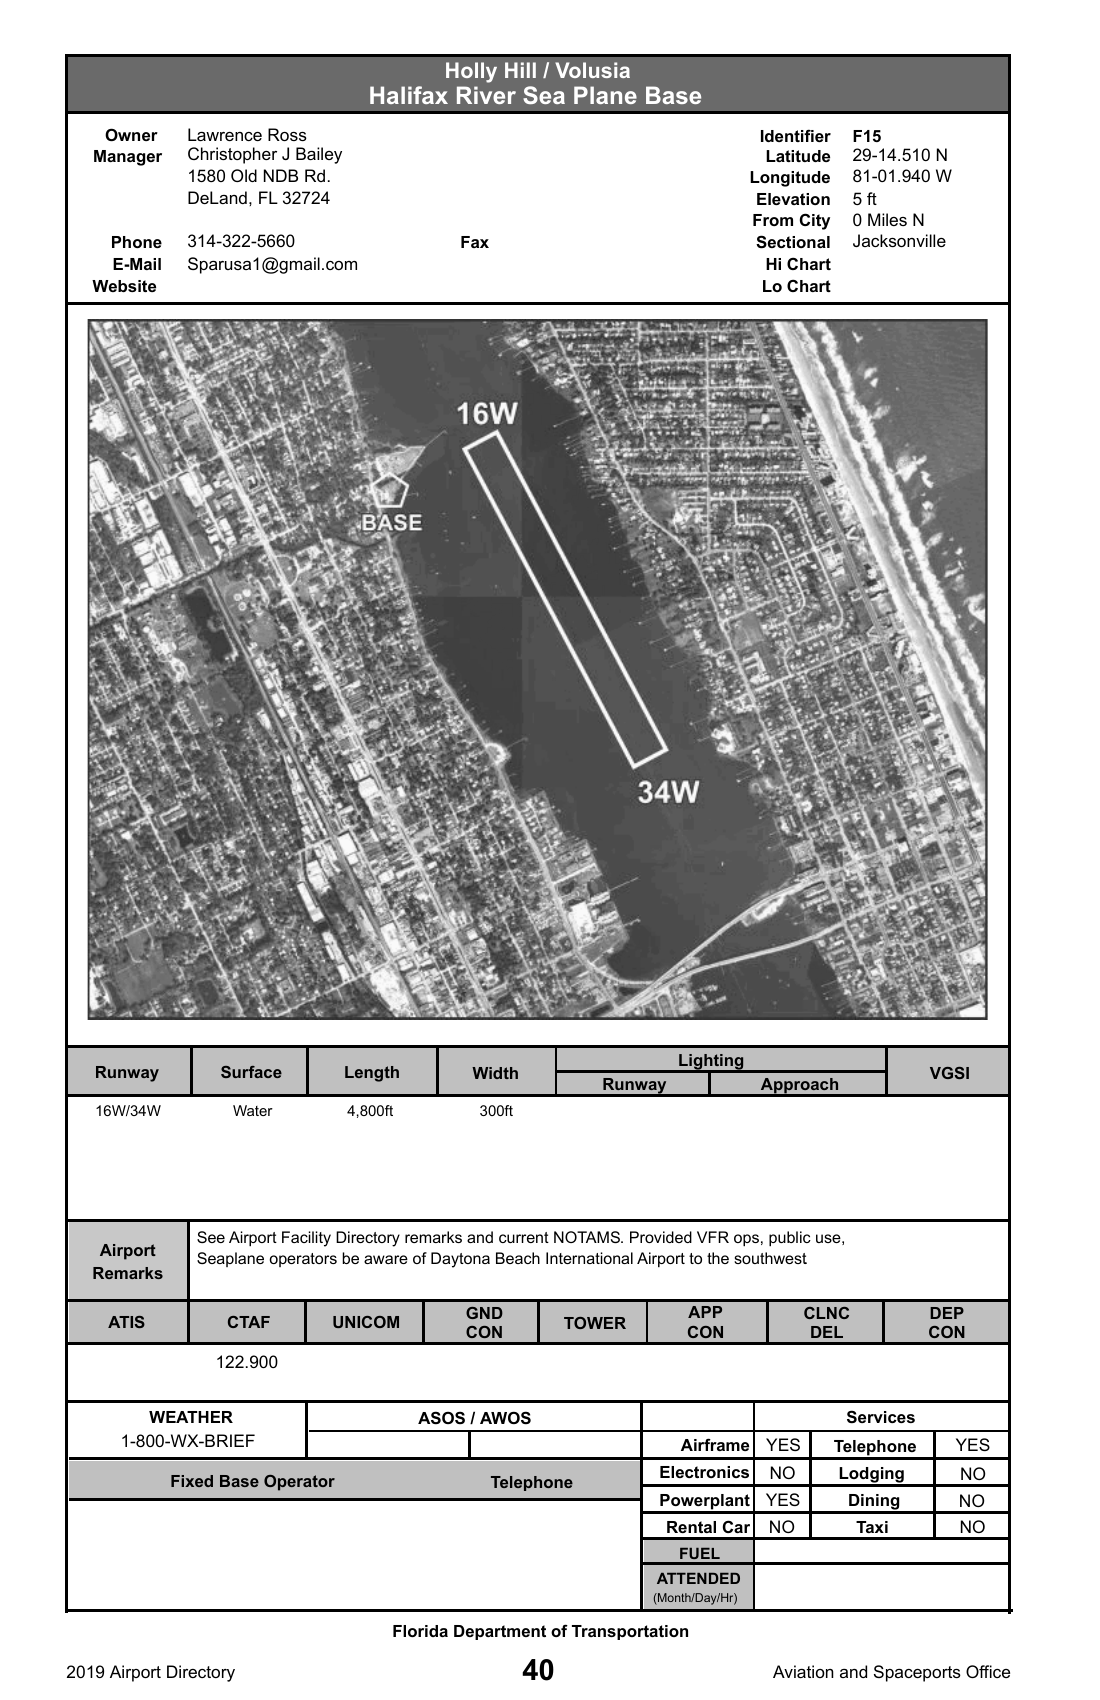 Holly Hill / Volusia
Halifax River Sea Plane Base
Owner Lawrence Ross
Manager Christopher J Bailey
1580 Old NDB Rd.
DeLand, FL 32724
Phone 314-322-5660 Fax
E-Mail Sparusa1@gmail.com
Website
Identifier F15
Latitude 29-14.510 N
Longitude 81-01.940 W
Elevation 5 ft
From City 0 Miles N
Sectional Jacksonville
Hi Chart
Lo Chart
16W
BASE
34W
Runway Surface Length Width Lighting VGSI
Runway Approach
16W/34W Water 4,800ft 300ft
Airport Remarks
See Airport Facility Directory remarks and current NOTAMS. Provided VFR ops, public use,
Seaplane operators be aware of Daytona Beach International Airport to the southwest
ATIS CTAF UNICOM GND CON TOWER APP CON CLNC DEL DEP CON
122.900
WEATHER ASOS / AWOS Services
1-800-WX-BRIEF
Airframe YES Telephone YES
Electronics NO Lodging NO
Fixed Base Operator Telephone
Powerplant YES Dining NO
Rental Car NO Taxi NO
FUEL
ATTENDED
(Month/Day/Hr)
Florida Department of Transportation
2019 Airport Directory 40 Aviation and Spaceports Office